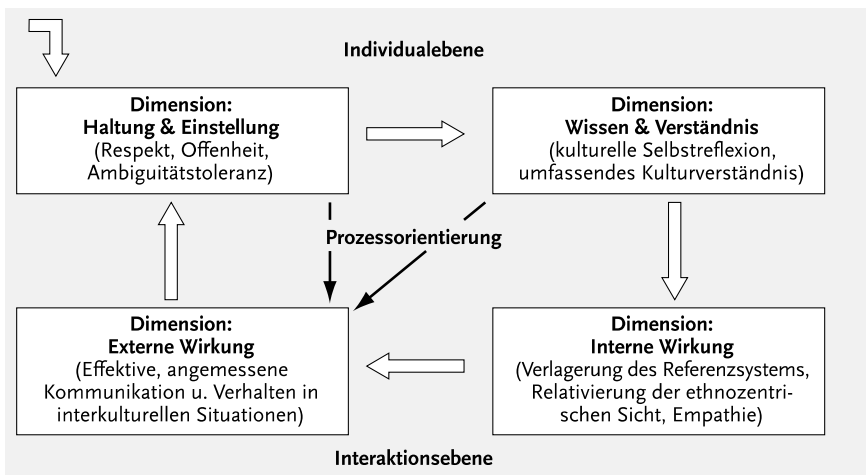 Individualebene
Dimension:
Haltung & Einstellung
(Respekt, Offenheit,
Ambiguitätstoleranz)
Dimension:
Wissen & Verständnis
(kulturelle Selbstreflexion,
umfassendes Kulturverständnis)
Prozessorientierung
Dimension:
Externe Wirkung
(Effektive, angemessene
Kommunikation u. Verhalten in
interkulturellen Situationen)
Dimension:
Interne Wirkung
(Verlagerung des Referenzsystems,
Relativierung der ethnozentri-
schen Sicht, Empathie)
Interaktionsebene